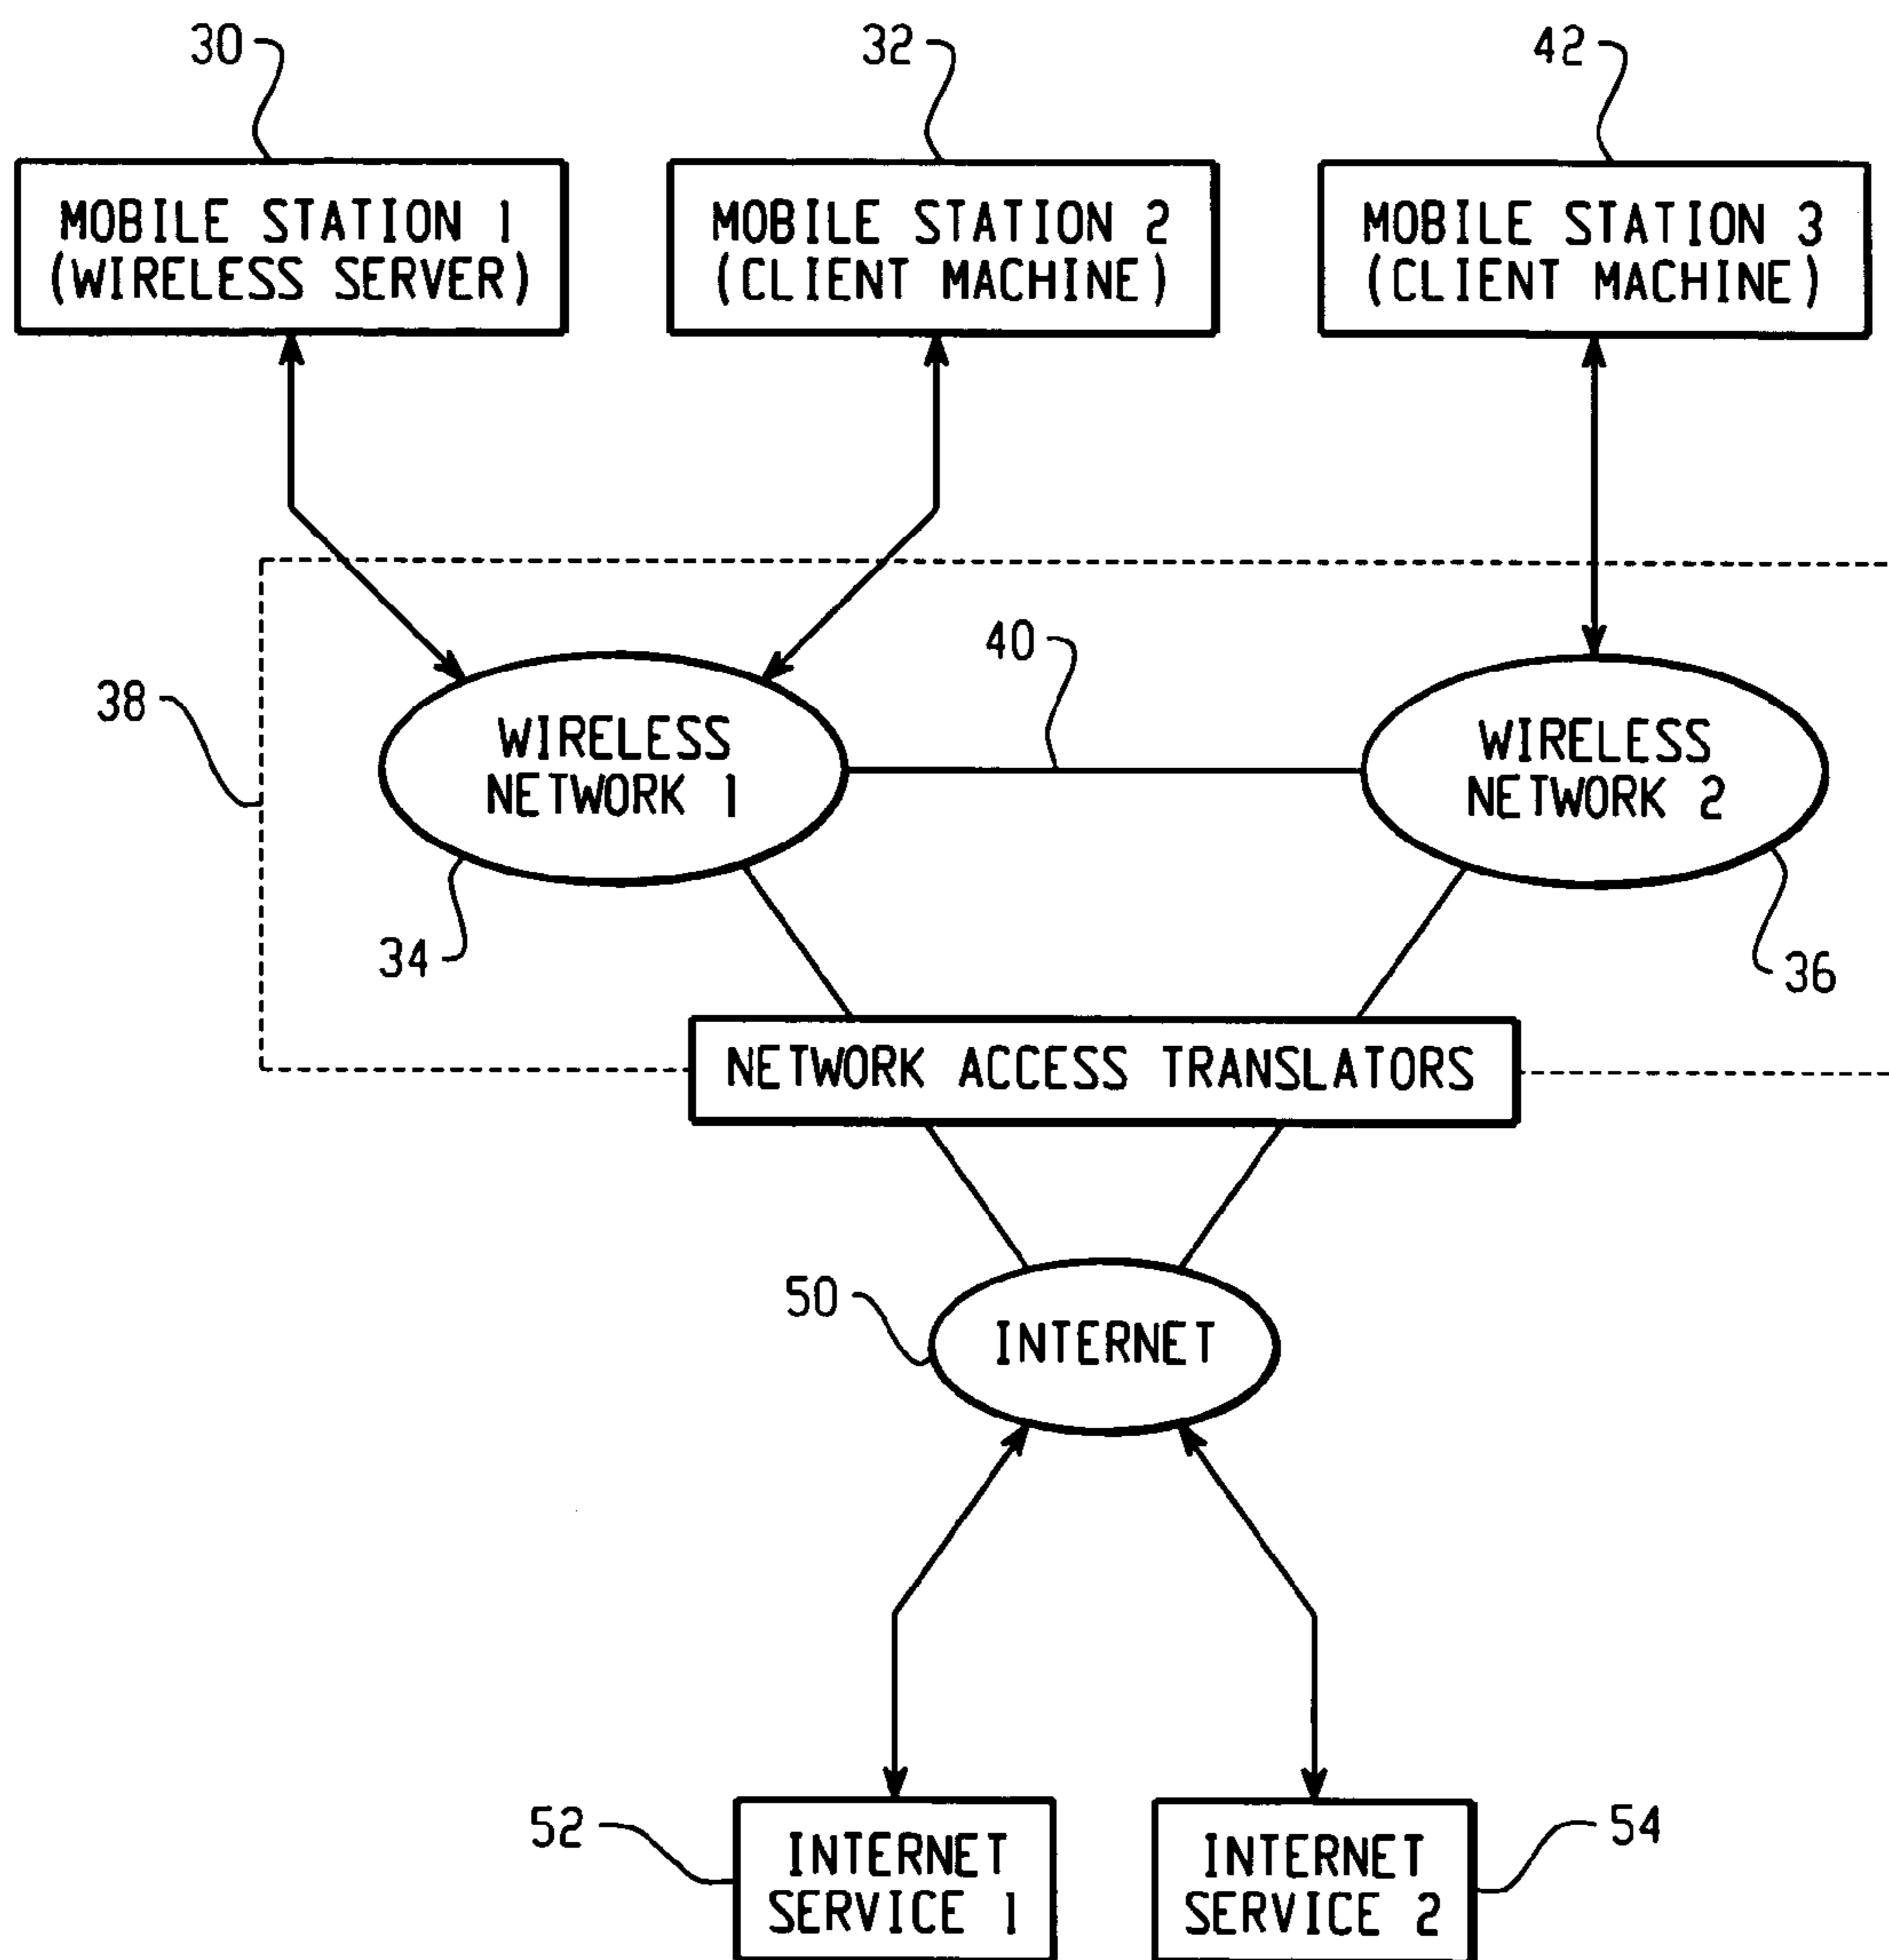 30
32
42
MOBILE STATION 1
(WIRELESS SERVER)
MOBILE STATION 2
(CLIENT MACHINE)
MOBILE STATION 3
(CLIENT MACHINE)
40
38
WIRELESS
NETWORK 1
WIRELESS
NETWORK 2
34
36
NETWORK ACCESS TRANSLATORS
50
INTERNET
52
54
INTERNET
SERVICE 1
INTERNET
SERVICE 2